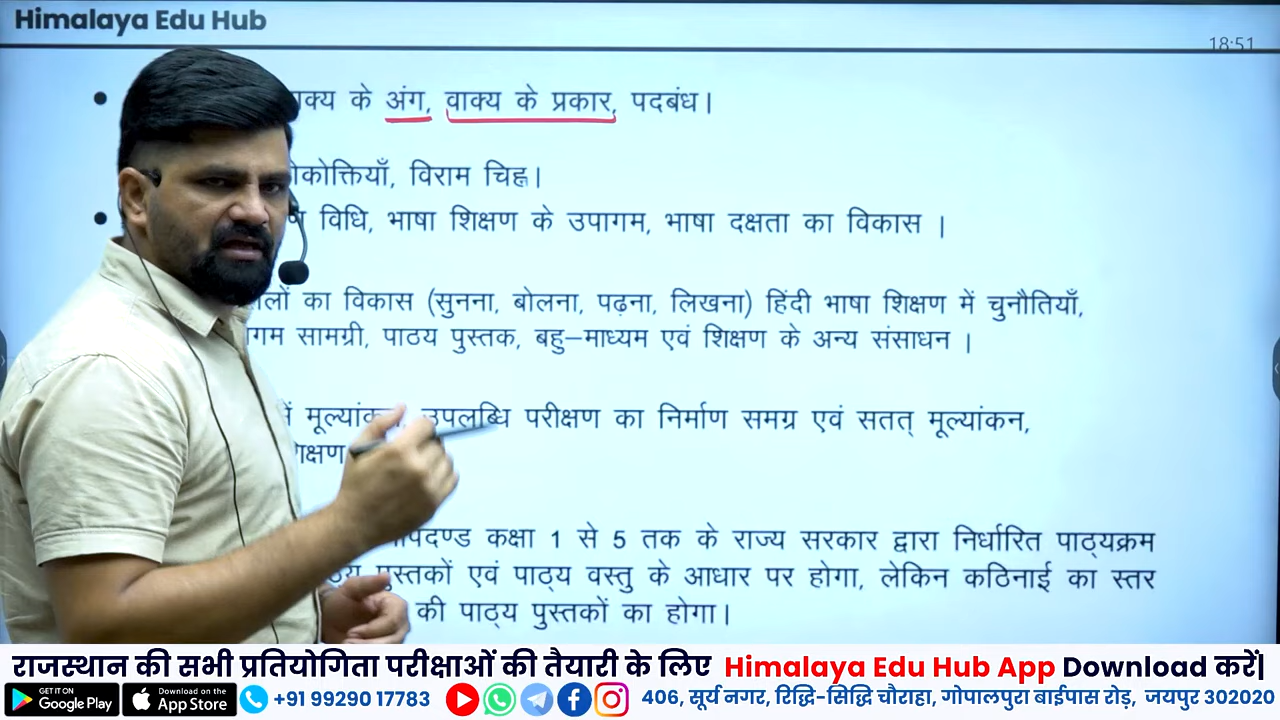 Himalaya Edu Hub
18:51
के अंग, वाक्य के प्रकार, पदबंध।
विराम चिह्न।
विधि, भाषा शिक्षण के उपागम, भाषा दक्षता का विकास ।
का विकास (सुनना, बोलना, पढ़ना, लिखना) हिंदी भाषा शिक्षण में चुनौतियाँ,
सामग्री, पाठय पुस्तक, बहु–माध्यम एवं शिक्षण के अन्य संसाधन ।
उपलब्धि परीक्षण का निर्माण समग्र एवं सतत् मूल्यांकन,
कक्षा 1 से 5 तक के राज्य सरकार द्वारा निर्धारित पाठ्यक्रम
पुस्तकों एवं पाठ्य वस्तु के आधार पर होगा, लेकिन कठिनाई का स्तर
की पाठ्य पुस्तकों का होगा।
राजस्थान की सभी प्रतियोगिता परीक्षाओं की तैयारी के लिए Himalaya Edu Hub App Download करें|
GET IT ON
Google Play
Download on the
App Store
+91 99290 17783
406, सूर्य नगर, रिद्धि-सिद्धि चौराहा, गोपालपुरा बाईपास रोड़, जयपुर 302020